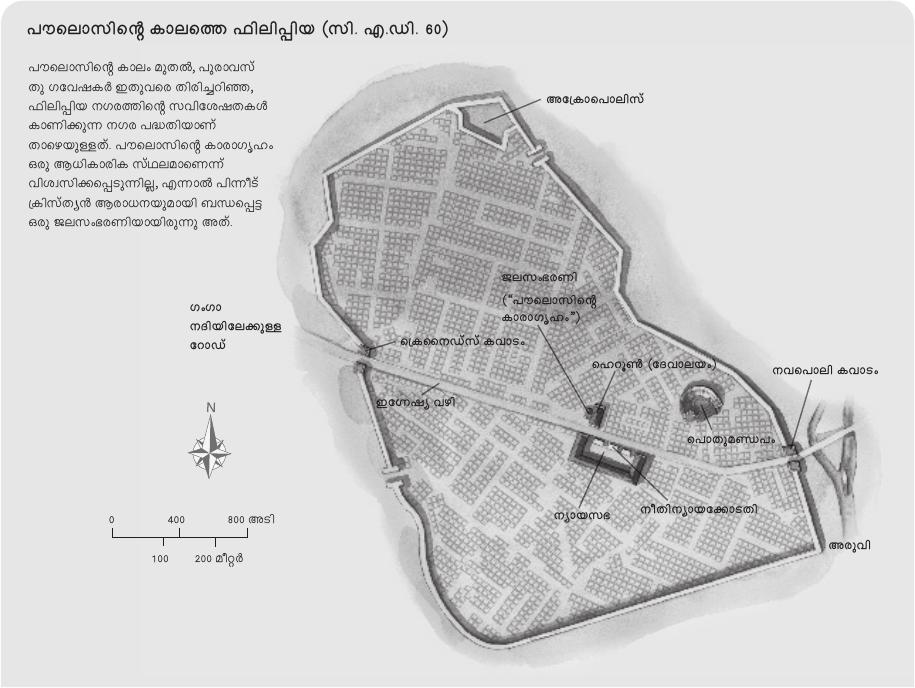 പൗലൊസിന്റെ കാലത്തെ ഫിലിപ്പിയ (സി. എ.ഡി. 60)
പൗലൊസിന്റെ കാലം മുതൽ, പുരാവസ്
തു ഗവേഷകർ ഇതുവരെ തിരിച്ചറിഞ്ഞ,
ഫിലിപ്പിയ നഗരത്തിന്റെ സവിശേഷതകൾ
കാണിക്കുന്ന നഗര പദ്ധതിയാണ്
താഴെയുള്ളത്. പൗലൊസിന്റെ കാരാഗൃഹം
ഒരു ആധികാരിക സ്ഥലമാണെന്ന്
വിശ്വസിക്കപ്പെടുന്നില്ല, എന്നാൽ പിന്നീട്
ക്രിസ്ത്യൻ ആരാധനയുമായി ബന്ധപ്പെട്ട
ഒരു ജലസംഭരണിയായിരുന്നു അത്.
അക്രോപൊലിസ്
ജലസംഭരണി
(“പൗലൊസിന്റെ
കാരാഗൃഹം”)
ഗംഗാ
നദിയിലേക്കുള്ള
റോഡ്
ക്രെനൈഡ്സ് കവാടം
ഹെറൂൺ (ദേവാലയം)
നവപൊലി കവാടം
ഇഗ്നേഷ്യ വഴി
പൊതുമണ്ഡപം
N
ന്യായസഭ
നീതിന്യായക്കോടതി
0 400 800 അടി
100 200 മീറ്റർ
അരുവി